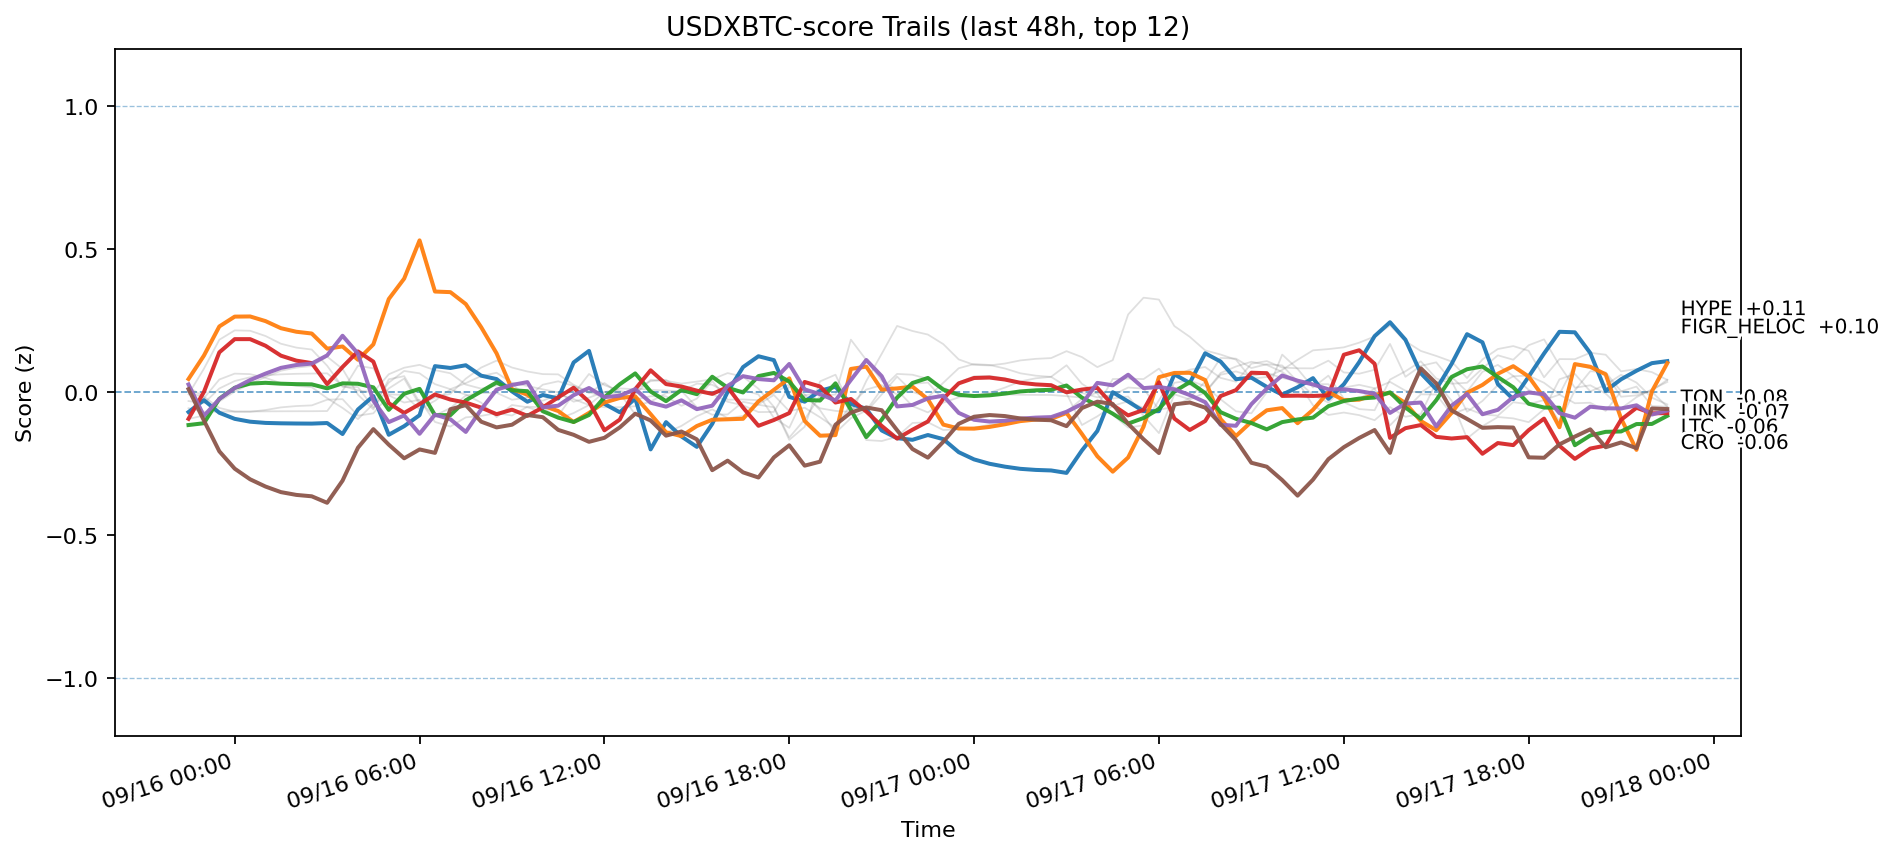 USDXBTC-score Trails (last 48h, top 12)
Score (z)
1.0
0.5
0.0
−0.5
−1.0
HYPE +0.11
FIGR_HELOC +0.10
TON -0.08
LINK -0.07
LTC -0.06
CRO -0.06
09/16 00:00
09/16 06:00
09/16 12:00
09/16 18:00
09/17 00:00
09/17 06:00
09/17 12:00
09/17 18:00
09/18 00:00
Time